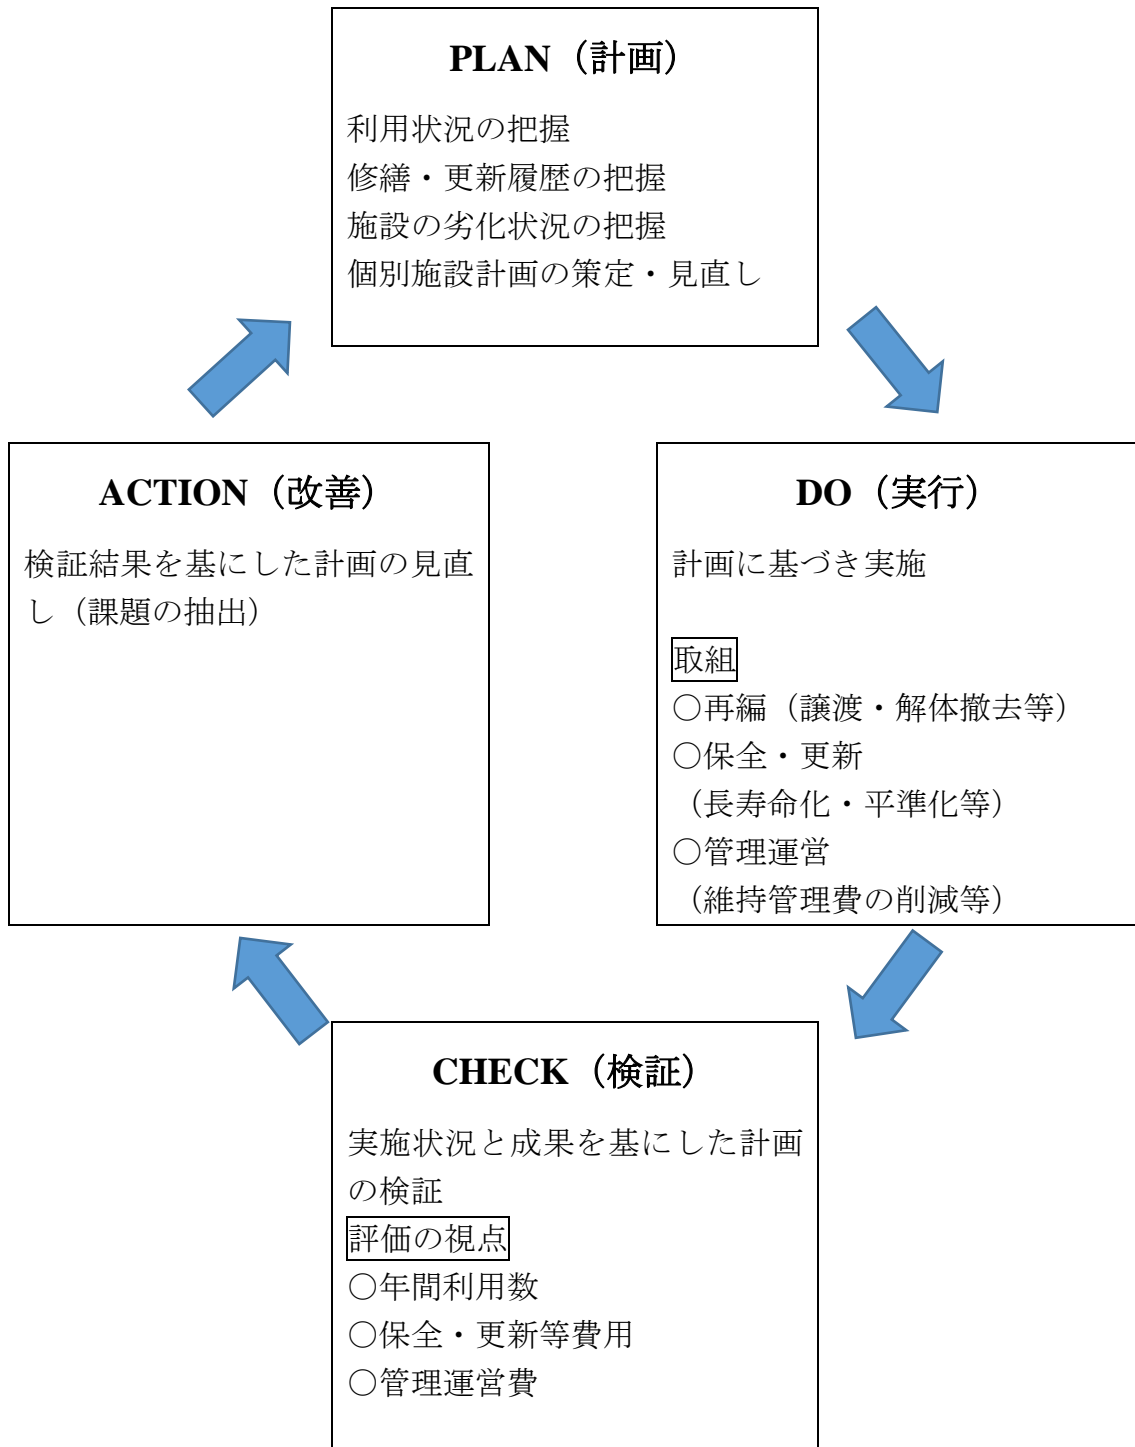 PLAN（計画）
利用状況の把握
修繕・更新履歴の把握
施設の劣化状況の把握
個別施設計画の策定・見直し
ACTION（改善）
検証結果を基にした計画の見直
し（課題の抽出）
DO（実行）
計画に基づき実施
取組
○再編（譲渡・解体撤去等）
○保全・更新
（長寿命化・平準化等）
○管理運営
（維持管理費の削減等）
CHECK（検証）
実施状況と成果を基にした計画
の検証
評価の視点
○年間利用数
○保全・更新等費用
○管理運営費